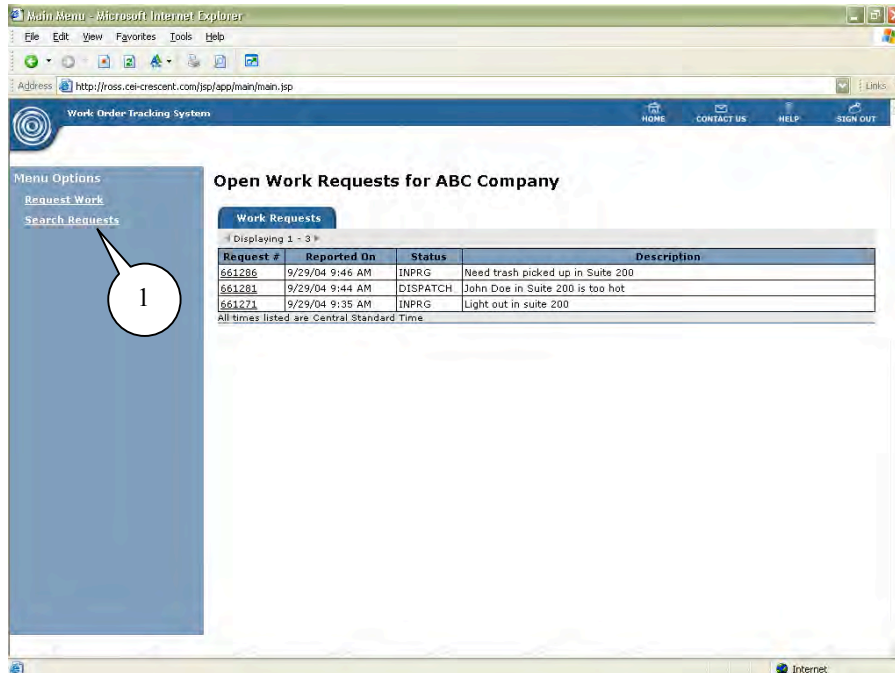 Main Menu - Microsoft Internet Explorer
File Edit View Favorites Tools Help
Address http://ross.cei-crescent.com/jsp/app/main/main.jsp Links
Work Order Tracking System HOME CONTACT US HELP SIGN OUT
Menu Options
Request Work
Search Requests
1
Open Work Requests for ABC Company
Work Requests
Displaying 1 - 3
Request # Reported On Status Description
661286 9/29/04 9:46 AM INPRG Need trash picked up in Suite 200
661281 9/29/04 9:44 AM DISPATCH John Doe in Suite 200 is too hot
661271 9/29/04 9:35 AM INPRG Light out in suite 200
All times listed are Central Standard Time
Internet